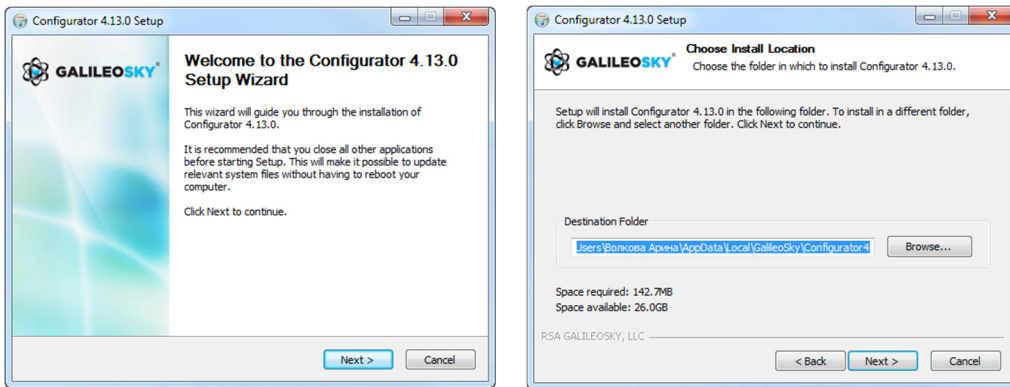 Configurator 4.13.0 Setup
GALILEOSKY
Welcome to the Configurator 4.13.0
Setup Wizard
This wizard will guide you through the installation of
Configurator 4.13.0.
It is recommended that you close all other applications
before starting Setup. This will make it possible to update
relevant system files without having to reboot your
computer.
Click Next to continue.
Next >
Cancel
Configurator 4.13.0 Setup
GALILEOSKY
Choose Install Location
Choose the folder in which to install Configurator 4.13.0.
Setup will install Configurator 4.13.0 in the following folder. To install in a different folder,
click Browse and select another folder. Click Next to continue.
Destination Folder
Users\Волкова Арина\AppData\Local\GalileoSky\Configurator4
Browse...
Space required: 142.7MB
Space available: 26.0GB
RSA GALILEOSKY, LLC
< Back
Next >
Cancel